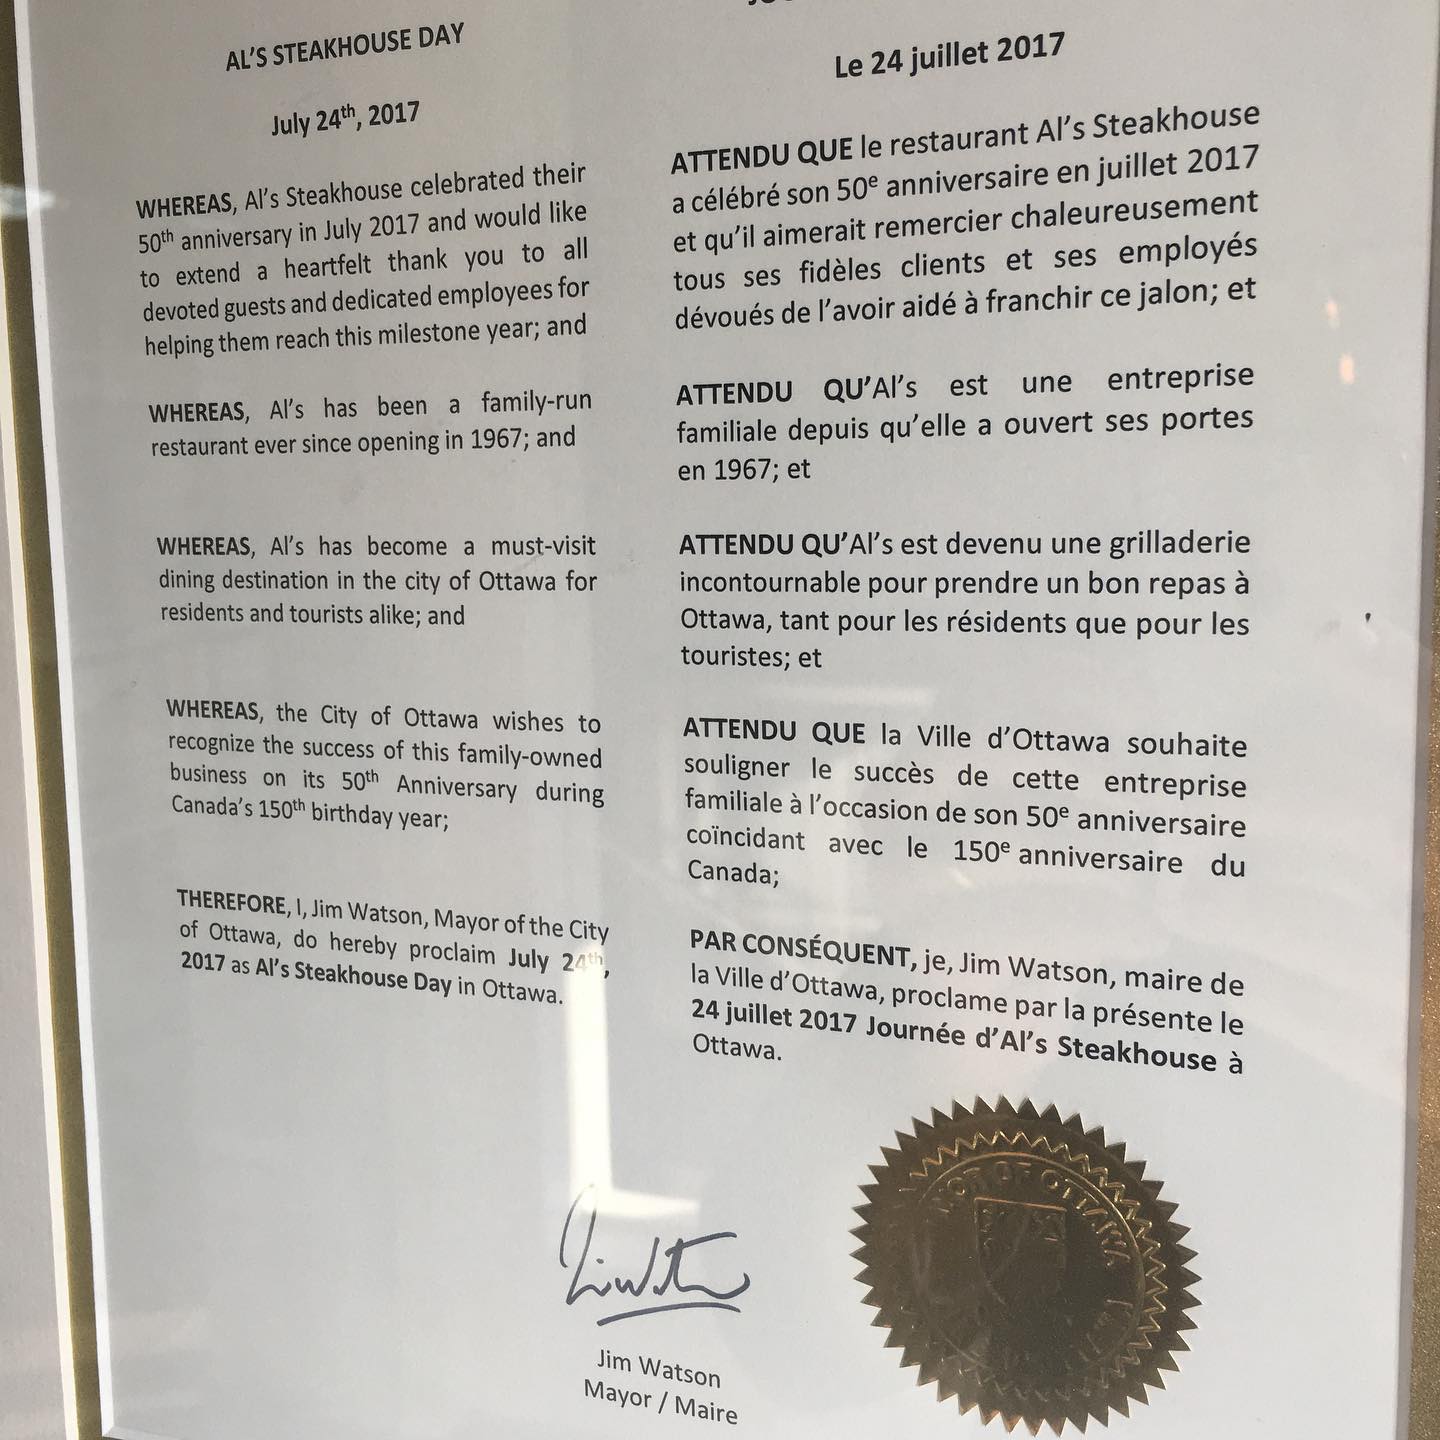 AL'S STEAKHOUSE DAY
July 24th, 2017
WHEREAS, Al's Steakhouse celebrated their
50th anniversary in July 2017 and would like
to extend a heartfelt thank you to all
devoted guests and dedicated employees for
helping them reach this milestone year; and
WHEREAS, Al's has been a family-run
restaurant ever since opening in 1967; and
WHEREAS, Al's has become a must-visit
dining destination in the city of Ottawa for
residents and tourists alike; and
WHEREAS, the City of Ottawa wishes to
recognize the success of this family-owned
business on its 50th Anniversary during
Canada's 150th birthday year;
THEREFORE, I, Jim Watson, Mayor of the City
of Ottawa, do hereby proclaim July 24th,
2017 as Al's Steakhouse Day in Ottawa.
Le 24 juillet 2017
ATTENDU QUE le restaurant Al's Steakhouse
a célébré son 50e anniversaire en juillet 2017
et qu'il aimerait remercier chaleureusement
tous ses fidèles clients et ses employés
dévoués de l'avoir aidé à franchir ce jalon; et
ATTENDU QU'Al's est une entreprise
familiale depuis qu'elle a ouvert ses portes
en 1967; et
ATTENDU QU'Al's est devenu une grilladerie
incontournable pour prendre un bon repas à
Ottawa, tant pour les résidents que pour les
touristes; et
ATTENDU QUE la Ville d'Ottawa souhaite
souligner le succès de cette entreprise
familiale à l'occasion de son 50e anniversaire
coïncidant avec le 150e anniversaire du
Canada;
PAR CONSÉQUENT, je, Jim Watson, maire de
la Ville d'Ottawa, proclame par la présente le
24 juillet 2017 Journée d'Al's Steakhouse à
Ottawa.
Jim Watson
Mayor / Maire
OF OTTAWA